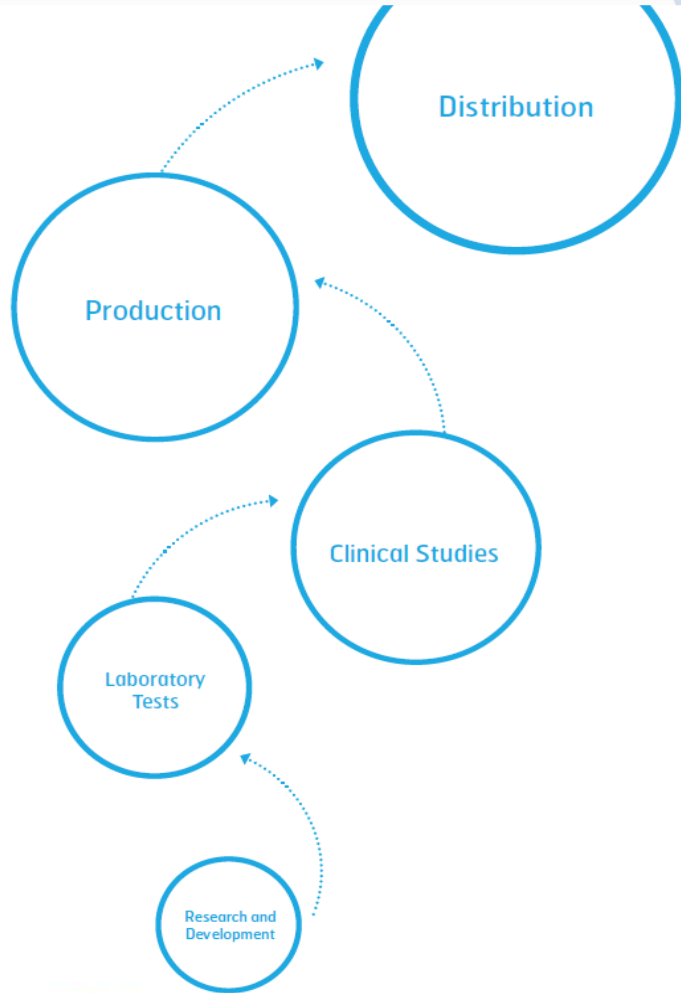 Distribution
Production
Clinical Studies
Laboratory
Tests
Research and
Development